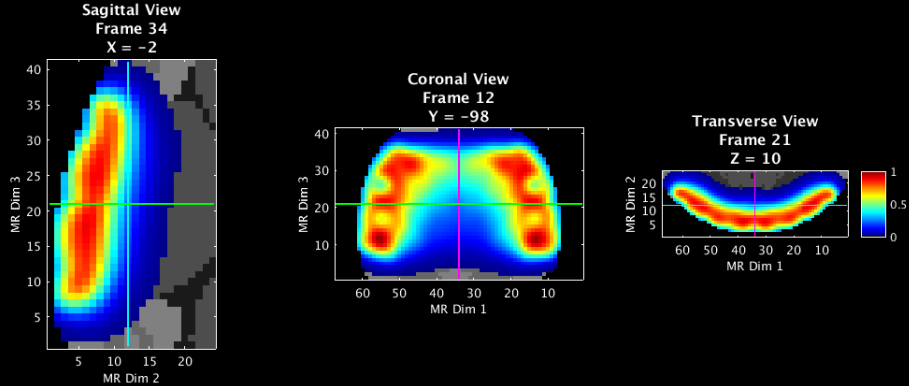 Sagittal View
Frame 34
X = -2
40
35
30
25
20
15
10
5
MR Dim 3
5 10 15 20
MR Dim 2
Coronal View
Frame 12
Y = -98
40
30
20
10
MR Dim 3
60 50 40 30 20 10
MR Dim 1
Transverse View
Frame 21
Z = 10
20
15
10
5
MR Dim 2
60 50 40 30 20 10
MR Dim 1
1
0.5
0